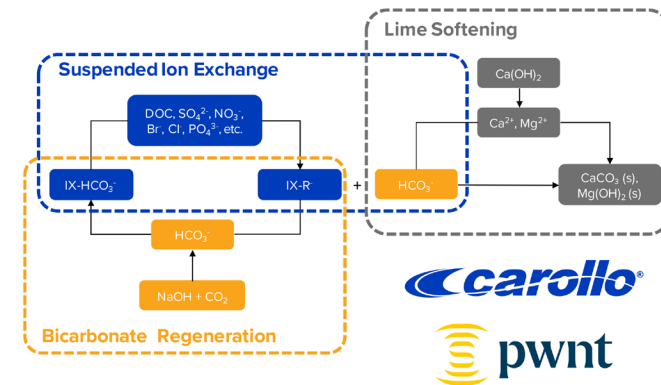 Lime Softening
Suspended Ion Exchange
Ca(OH)₂
DOC, SO₄²⁻, NO₃⁻,
Br⁻, Cl⁻, PO₄³⁻, etc.
Ca²⁺, Mg²⁺
IX-HCO₃⁻
IX-R⁻
+
HCO₃⁻
CaCO₃ (s),
Mg(OH)₂ (s)
HCO₃⁻
NaOH + CO₂
Bicarbonate Regeneration
carollo®
pwnt